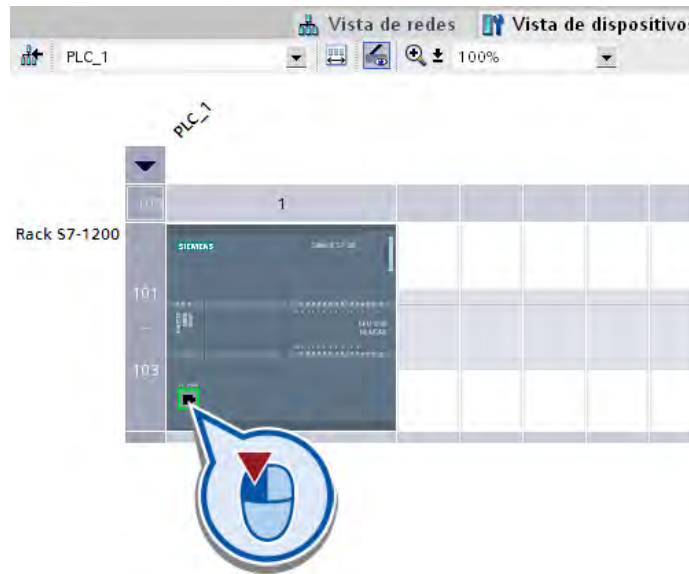 Vista de redes Vista de dispositivos
PLC_1 100%
PLC_1
1
Rack S7-1200
SIEMENS
101
103